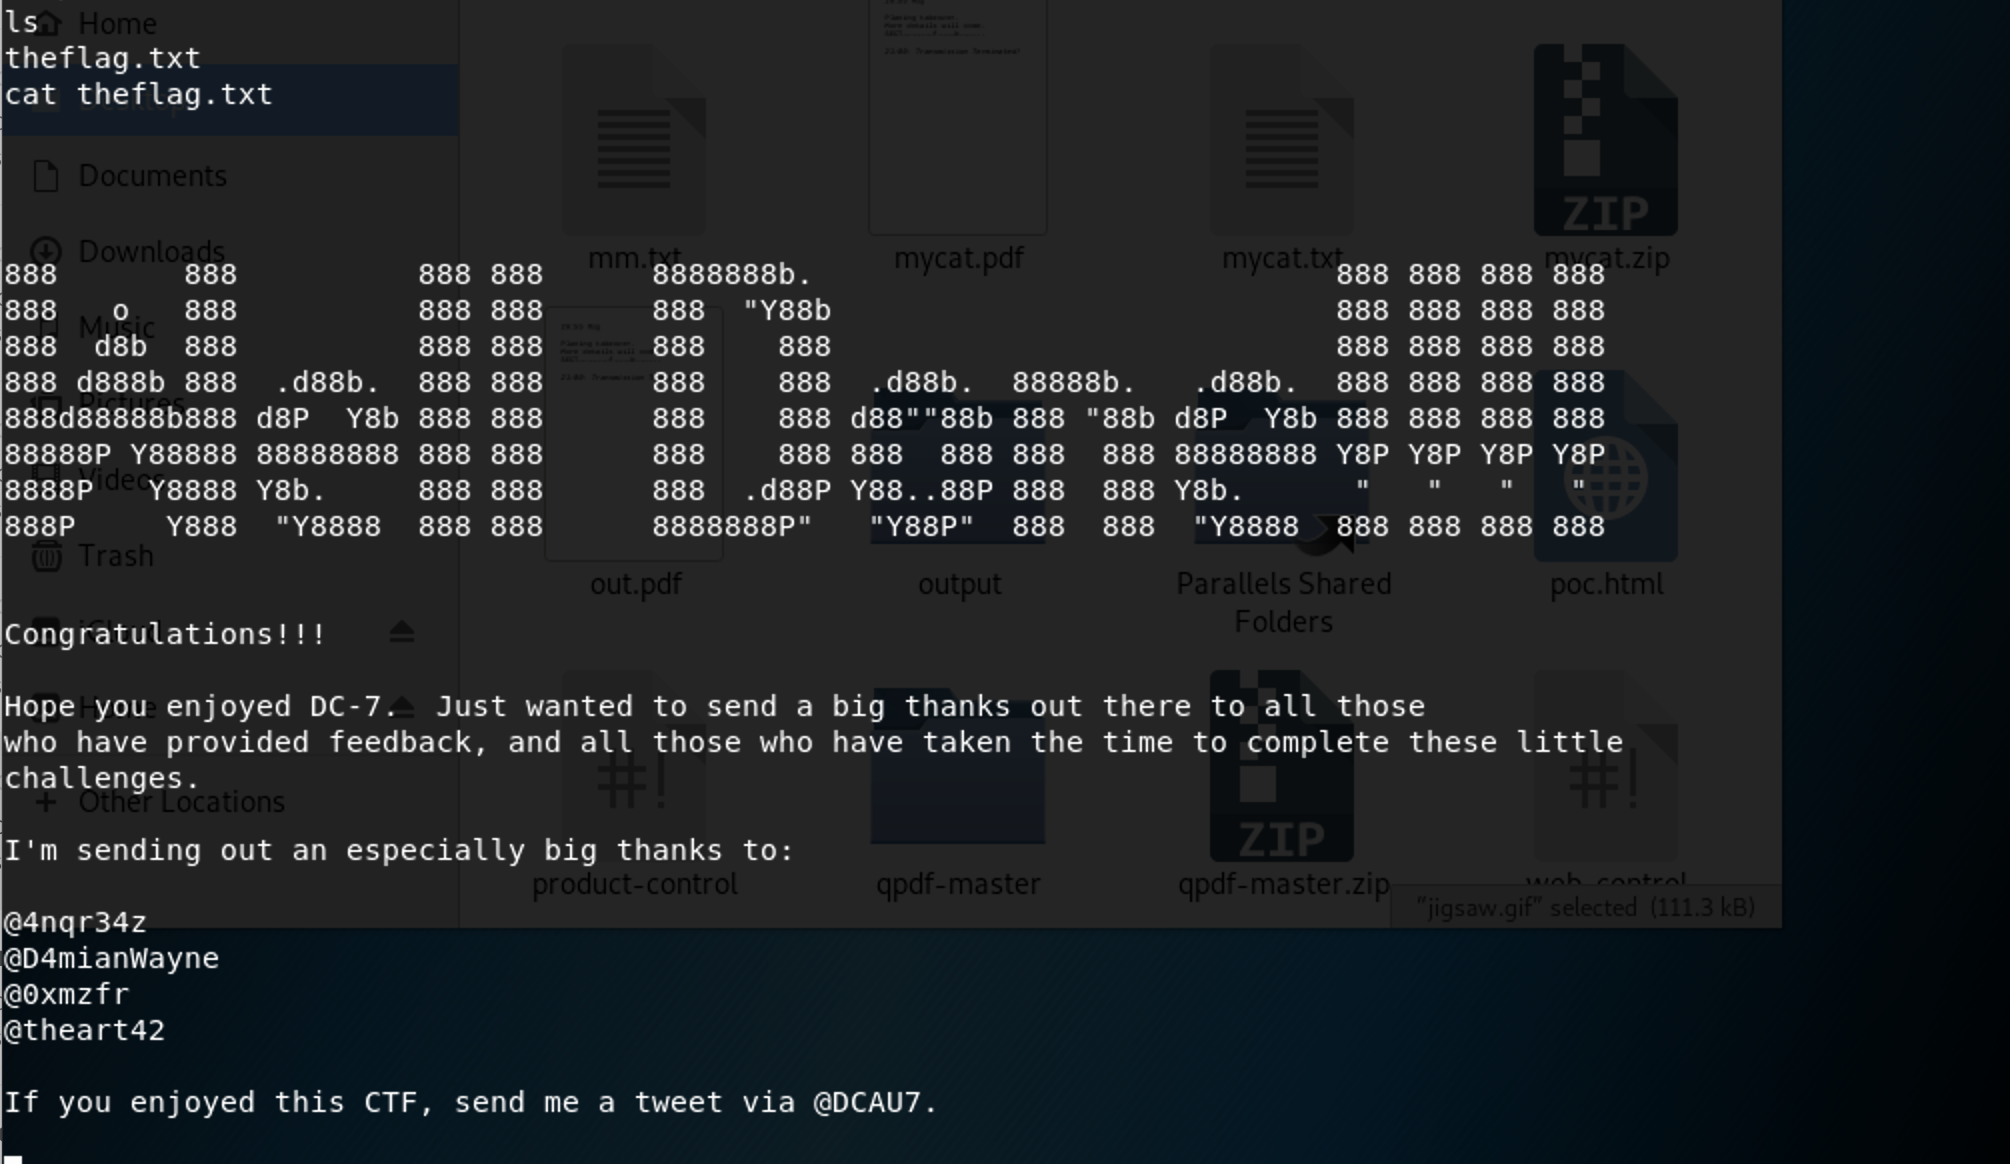 ls
theflag.txt
cat theflag.txt
Home
Documents
Downloads
Music
Pictures
Videos
Trash
Other Locations
mm.txt
mycat.pdf
mycat.txt
mycat.zip
ZIP
888       888          888 888      8888888b.                             888 888 888 888
888   o   888          888 888      888  "Y88b                            888 888 888 888
888  d8b  888          888 888      888    888                            888 888 888 888
888 d888b 888  .d88b.  888 888      888    888  .d88b.  88888b.   .d88b.  888 888 888 888
888d88888b888 d8P  Y8b 888 888      888    888 d88""88b 888 "88b d8P  Y8b 888 888 888 888
88888P Y88888 88888888 888 888      888    888 888  888 888  888 88888888 Y8P Y8P Y8P Y8P
8888P   Y8888 Y8b.     888 888      888  .d88P Y88..88P 888  888 Y8b.      "   "   "   "
888P     Y888  "Y8888  888 888      8888888P"   "Y88P"  888  888  "Y8888  888 888 888 888
out.pdf
output
Parallels Shared
Folders
poc.html
Congratulations!!!
Hope you enjoyed DC-7.  Just wanted to send a big thanks out there to all those
who have provided feedback, and all those who have taken the time to complete these little
challenges.
I'm sending out an especially big thanks to:
#!
ZIP
#!
product-control
qpdf-master
qpdf-master.zip
“jigsaw.gif” selected (111.3 kB)
@4nqr34z
@D4mianWayne
@0xmzfr
@theart42
If you enjoyed this CTF, send me a tweet via @DCAU7.